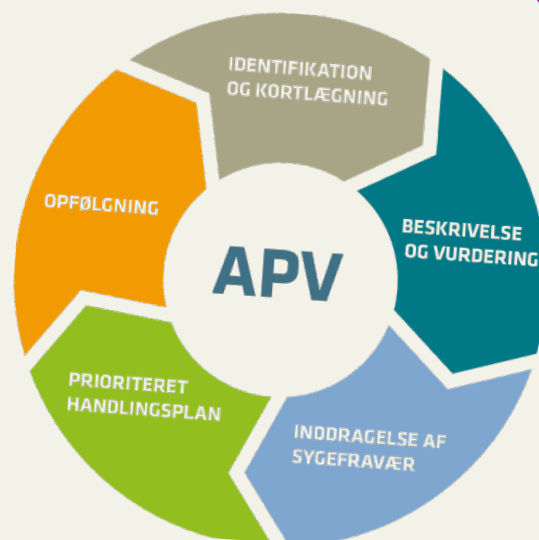 IDENTIFIKATION
OG KORTLÆGNING
BESKRIVELSE
OG VURDERING
INDDRAGELSE AF
SYGEFRAVÆR
PRIORITERET
HANDLINGSPLAN
OPFØLGNING
APV